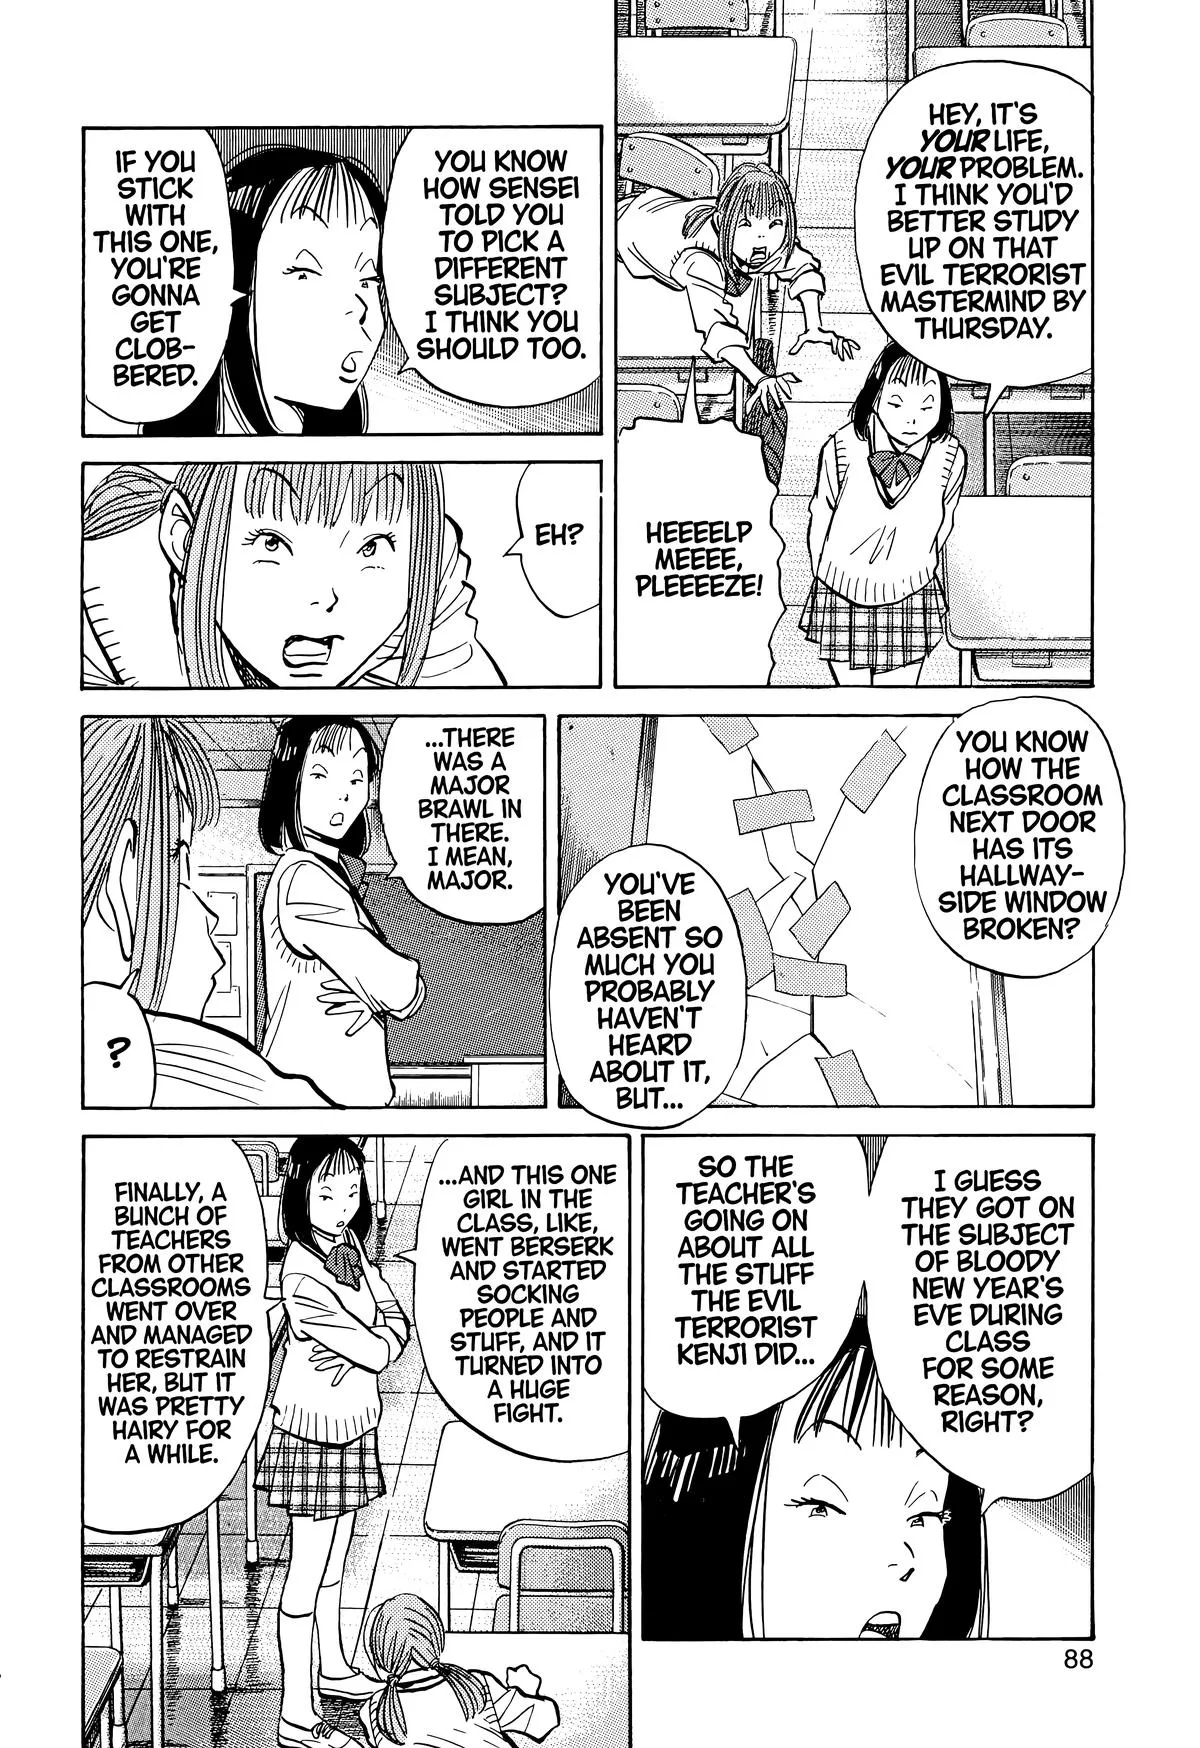 HEY, IT'S
YOUR LIFE,
YOUR PROBLEM.
I THINK YOU'D
BETTER STUDY
UP ON THAT
EVIL TERRORIST
MASTERMIND BY
THURSDAY.
HEEEELP
MEEEE,
PLEEEEZE!
YOU KNOW
HOW SENSEI
TOLD YOU
TO PICK A
DIFFERENT
SUBJECT?
I THINK YOU
SHOULD TOO.
IF YOU
STICK
WITH
THIS ONE,
YOU'RE
GONNA
GET
CLOB-
BERED.
EH?
YOU KNOW
HOW THE
CLASSROOM
NEXT DOOR
HAS ITS
HALLWAY-
SIDE WINDOW
BROKEN?
YOU'VE
BEEN
ABSENT SO
MUCH YOU
PROBABLY
HAVEN'T
HEARD
ABOUT IT,
BUT...
...THERE
WAS A
MAJOR
BRAWL IN
THERE.
I MEAN,
MAJOR.
?
I GUESS
THEY GOT ON
THE SUBJECT
OF BLOODY
NEW YEAR'S
EVE DURING
CLASS
FOR SOME
REASON,
RIGHT?
SO THE
TEACHER'S
GOING ON
ABOUT ALL
THE STUFF
THE EVIL
TERRORIST
KENJI DID...
...AND THIS ONE
GIRL IN THE
CLASS, LIKE,
WENT BERSERK
AND STARTED
SOCKING
PEOPLE AND
STUFF, AND IT
TURNED INTO
A HUGE
FIGHT.
FINALLY, A
BUNCH OF
TEACHERS
FROM OTHER
CLASSROOMS
WENT OVER
AND MANAGED
TO RESTRAIN
HER, BUT IT
WAS PRETTY
HAIRY FOR
A WHILE.
88